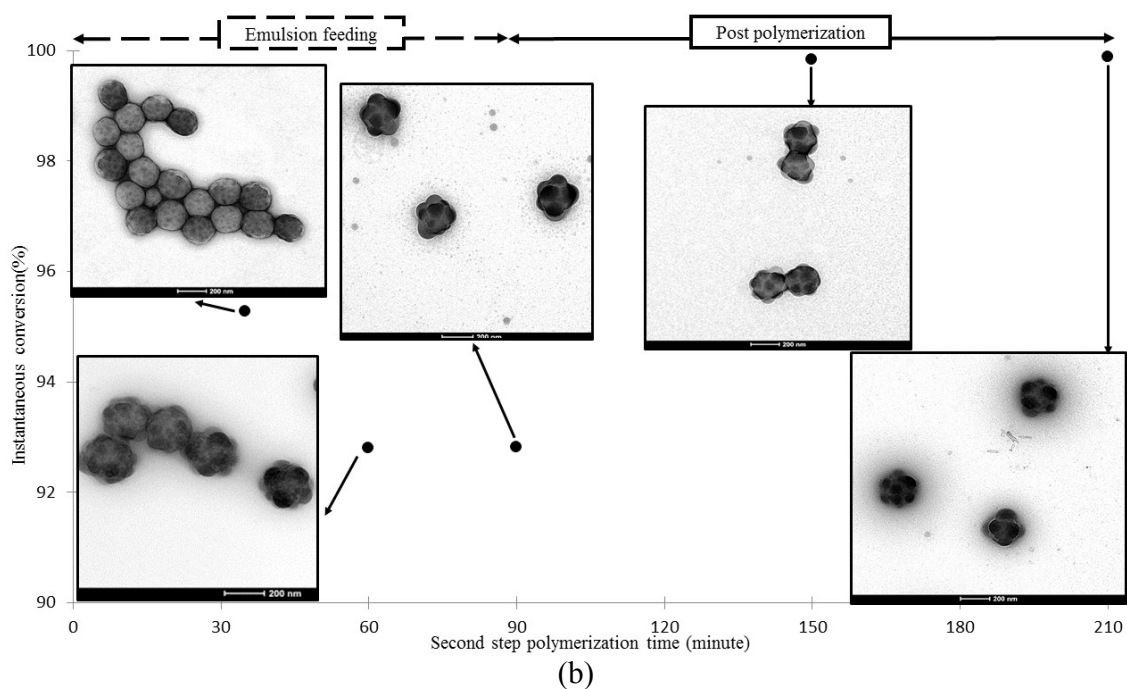 Emulsion feeding
Post polymerization
100
98
96
94
92
90
Instantaneous conversion(%)
200 nm
200 nm
200 nm
200 nm
200 nm
0
30
60
90
120
150
180
210
Second step polymerization time (minute)
(b)